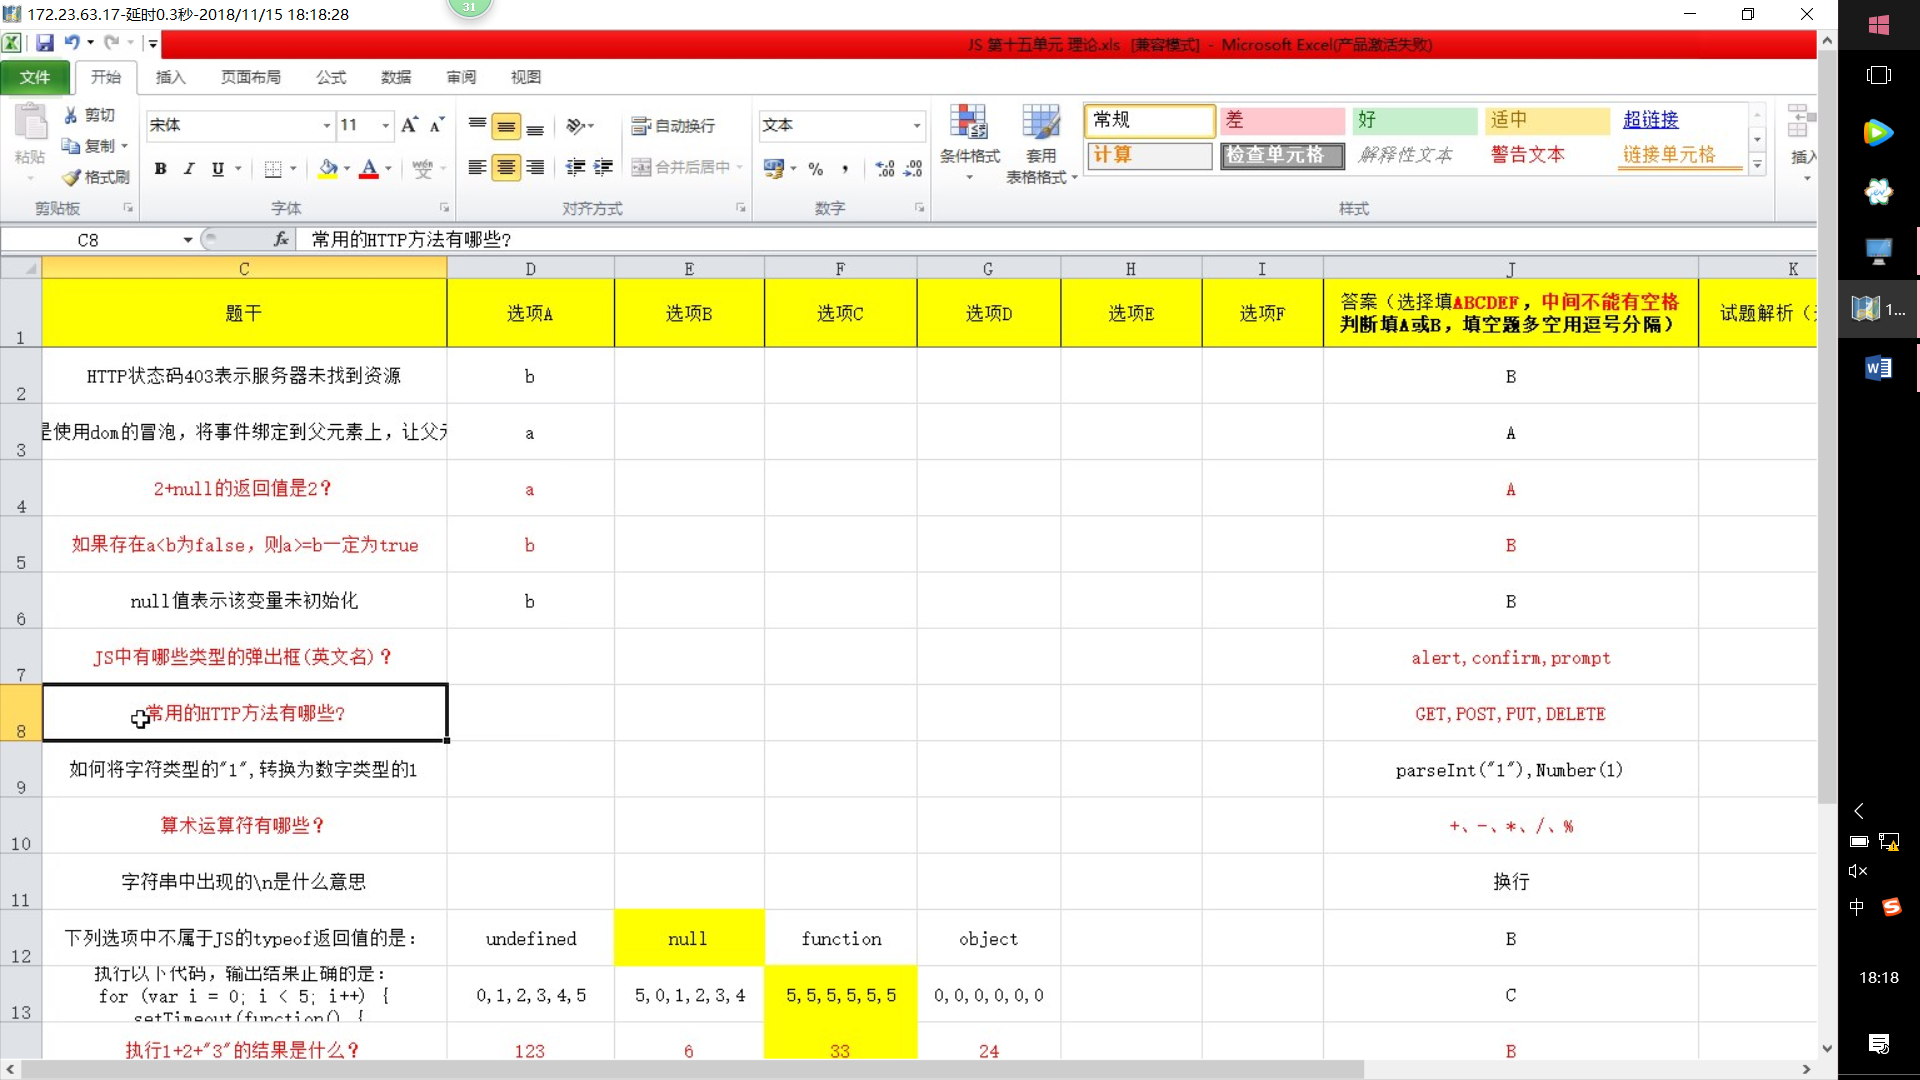 172.23.63.17-延时0.3秒-2018/11/15 18:18:28
31
JS 第十五单元 理论.xls [兼容模式] - Microsoft Excel(产品激活失败)
文件 开始 插入 页面布局 公式 数据 审阅 视图
粘贴 剪切 复制 格式刷
剪贴板
宋体 11
B I U A wén 变
字体
自动换行
合并后居中
对齐方式
文本
% ,
数字
条件格式 套用表格格式
常规 差 好 适中 超链接
计算 检查单元格 解释性文本 警告文本 链接单元格
样式
插入
C8 fx 常用的HTTP方法有哪些?
C D E F G H I J K
1 题干 选项A 选项B 选项C 选项D 选项E 选项F 答案（选择填ABCDEF，中间不能有空格
判断填A或B，填空题多空用逗号分隔） 试题解析（
2 HTTP状态码403表示服务器未找到资源 b B
3 是使用dom的冒泡，将事件绑定到父元素上，让父元 a A
4 2+null的返回值是2？ a A
5 如果存在a<b为false，则a>=b一定为true b B
6 null值表示该变量未初始化 b B
7 JS中有哪些类型的弹出框(英文名)？ alert,confirm,prompt
8 常用的HTTP方法有哪些? GET,POST,PUT,DELETE
9 如何将字符类型的"1",转换为数字类型的1 parseInt("1"),Number(1)
10 算术运算符有哪些？ +、-、*、/、%
11 字符串中出现的\n是什么意思 换行
12 下列选项中不属于JS的typeof返回值的是： undefined null function object B
13 执行以下代码，输出结果正确的是：
for (var i = 0; i < 5; i++) {
setTimeout(function() { 0,1,2,3,4,5 5,0,1,2,3,4 5,5,5,5,5,5 0,0,0,0,0,0 C
执行1+2+"3"的结果是什么？ 123 6 33 24 B
1...
中
18:18